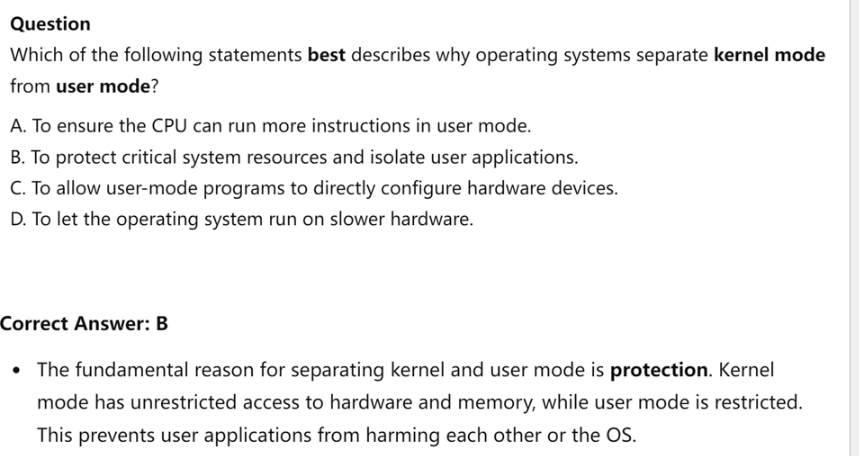 Question
Which of the following statements best describes why operating systems separate kernel mode
from user mode?
A. To ensure the CPU can run more instructions in user mode.
B. To protect critical system resources and isolate user applications.
C. To allow user-mode programs to directly configure hardware devices.
D. To let the operating system run on slower hardware.
Correct Answer: B
• The fundamental reason for separating kernel and user mode is protection. Kernel
mode has unrestricted access to hardware and memory, while user mode is restricted.
This prevents user applications from harming each other or the OS.